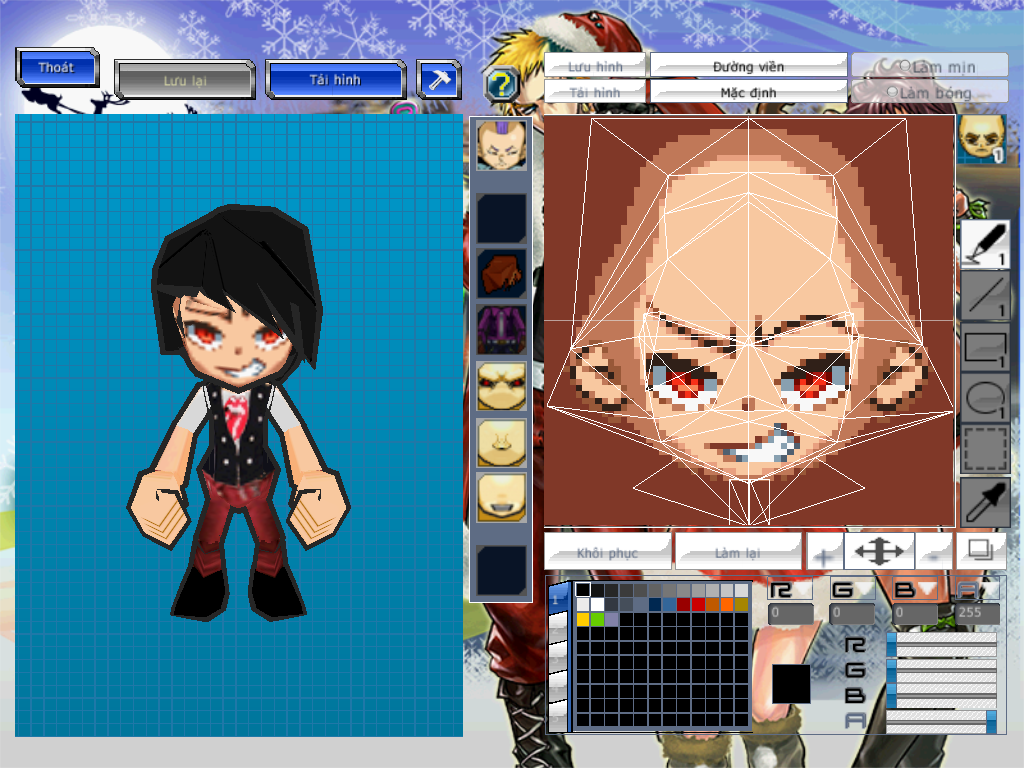 Thoát
Lưu lại
Tải hình
?
Lưu hình
Đường viền
Làm mịn
Tải hình
Mặc định
Làm bóng
1
1
1
1
1
Khôi phục
Làm lại
+
-
1
R
G
B
A
0
0
0
255
R
G
B
A